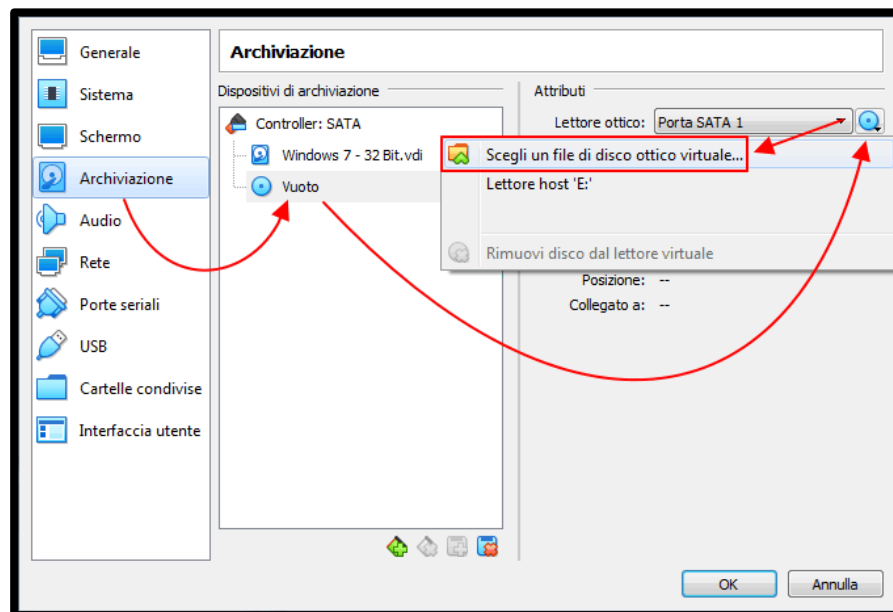 Generale
Sistema
Schermo
Archiviazione
Audio
Rete
Porte seriali
USB
Cartelle condivise
Interfaccia utente
Archiviazione
Dispositivi di archiviazione
Controller: SATA
Windows 7 - 32 Bit.vdi
Vuoto
Attributi
Lettore ottico: Porta SATA 1
Scegli un file di disco ottico virtuale...
Lettore host 'E:'
Rimuovi disco dal lettore virtuale
Posizione: --
Collegato a: --
OK
Annulla